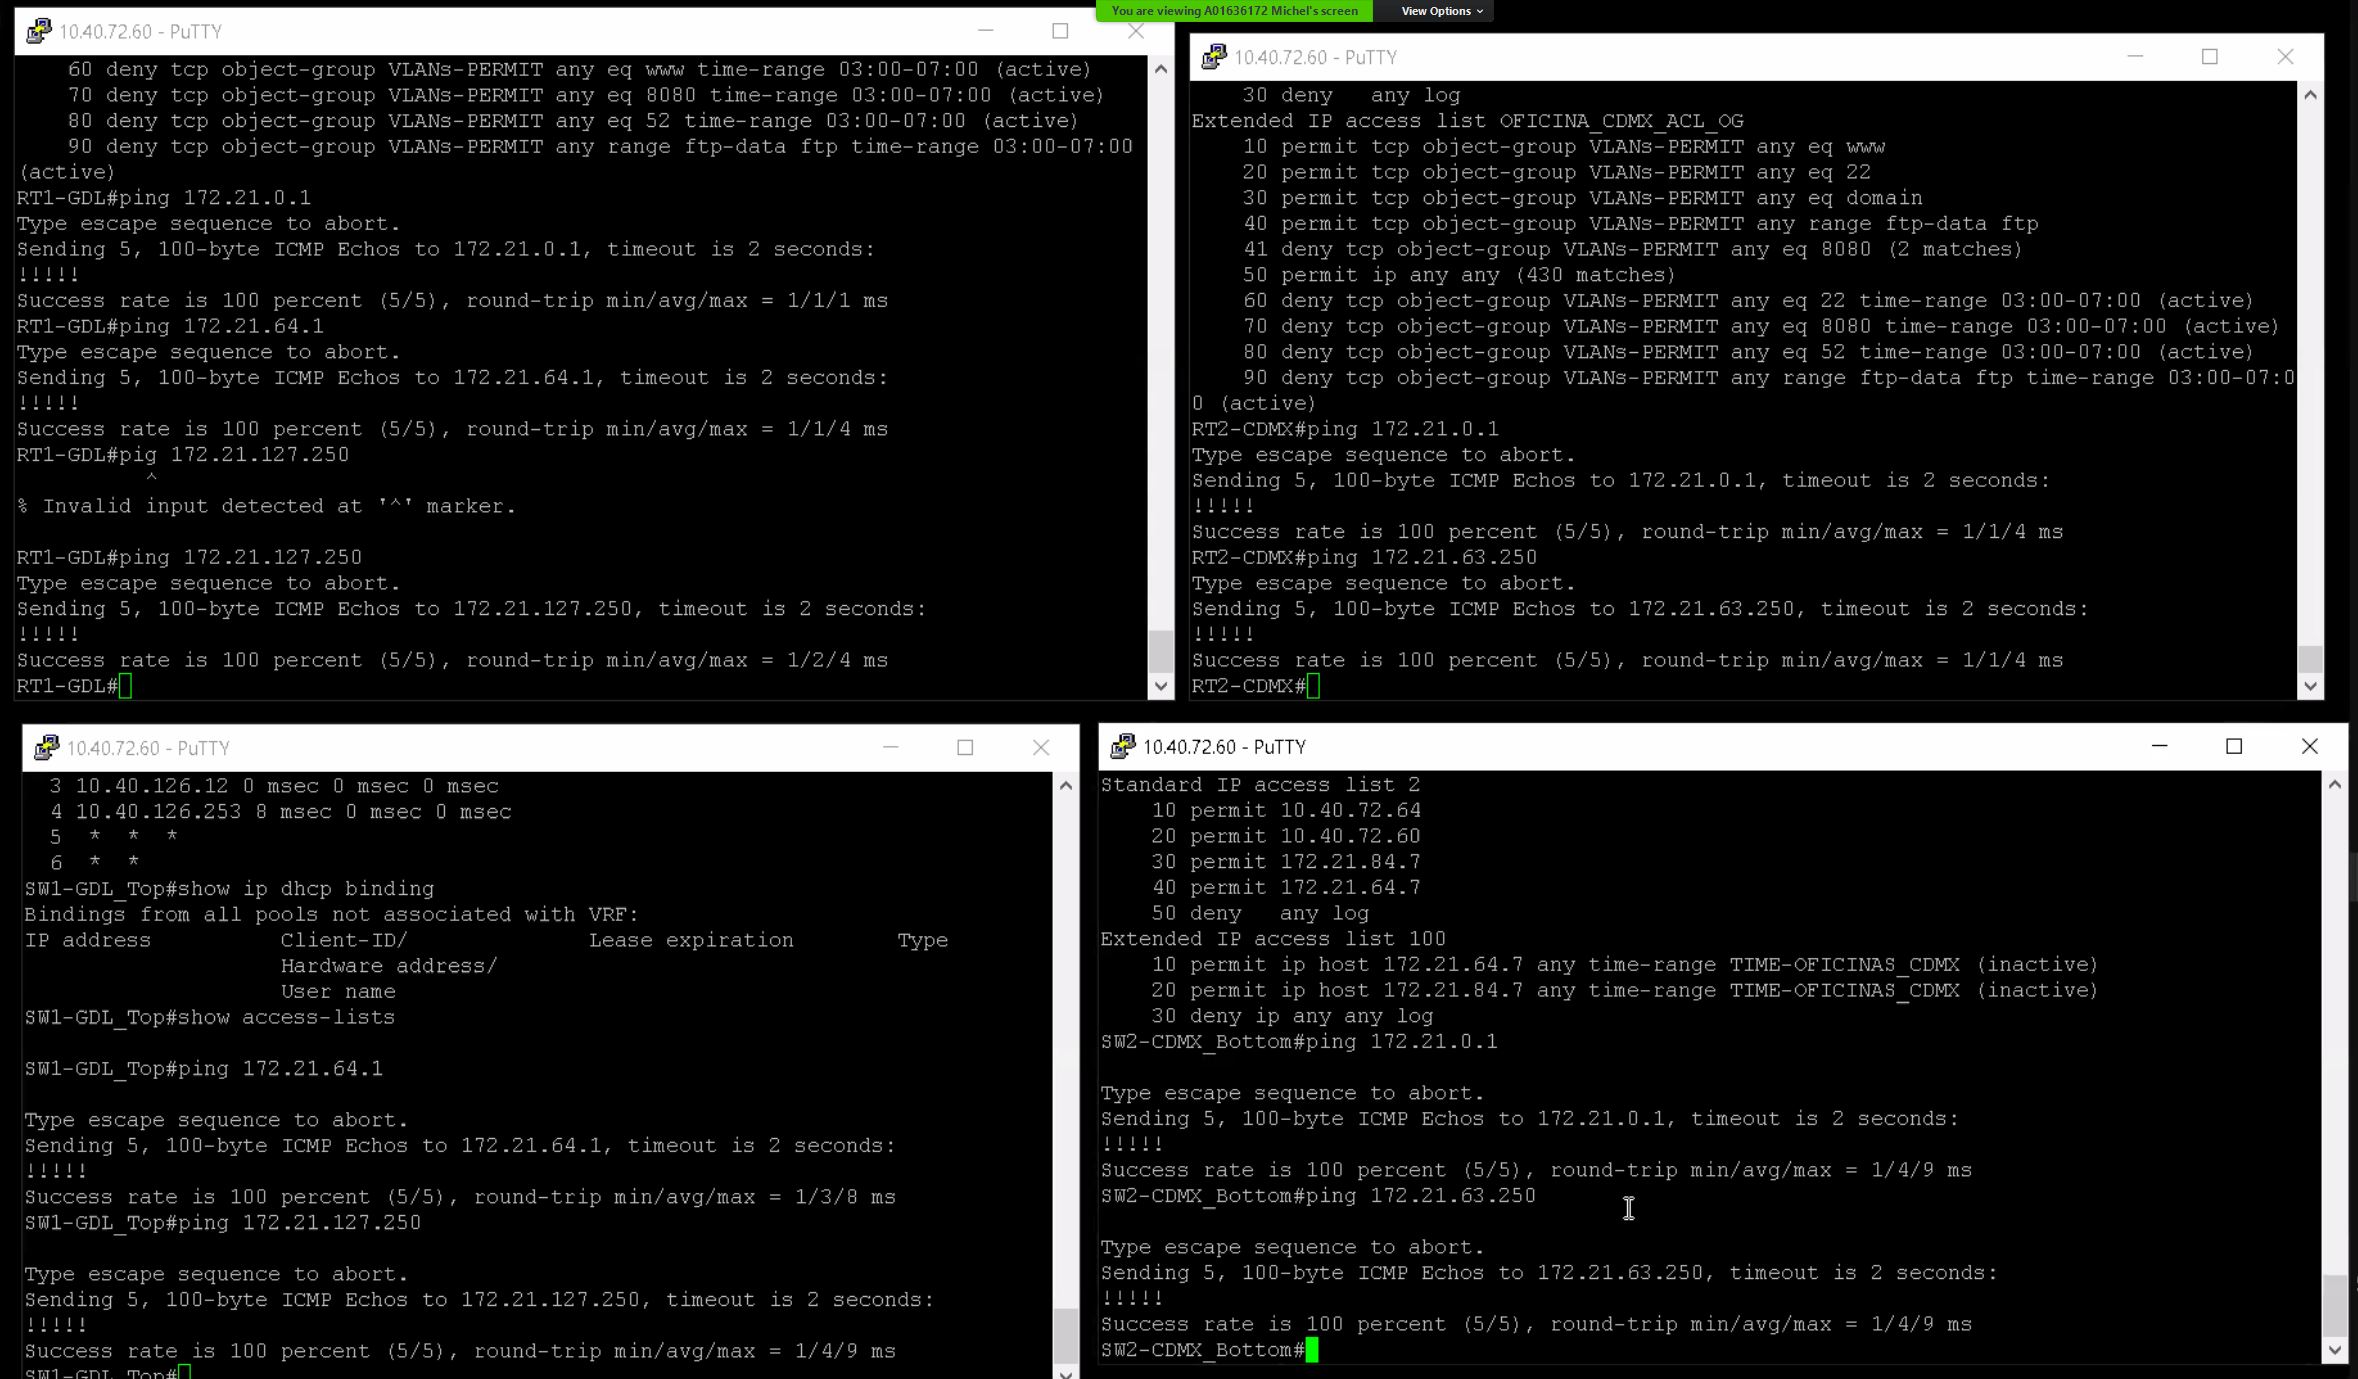 You are viewing A01636172 Michel's screen
View Options
10.40.72.60 - PuTTY
60 deny tcp object-group VLANs-PERMIT any eq www time-range 03:00-07:00 (active)
70 deny tcp object-group VLANs-PERMIT any eq 8080 time-range 03:00-07:00 (active)
80 deny tcp object-group VLANs-PERMIT any eq 52 time-range 03:00-07:00 (active)
90 deny tcp object-group VLANs-PERMIT any range ftp-data ftp time-range 03:00-07:00
(active)
RT1-GDL#ping 172.21.0.1
Type escape sequence to abort.
Sending 5, 100-byte ICMP Echos to 172.21.0.1, timeout is 2 seconds:
!!!!!
Success rate is 100 percent (5/5), round-trip min/avg/max = 1/1/1 ms
RT1-GDL#ping 172.21.64.1
Type escape sequence to abort.
Sending 5, 100-byte ICMP Echos to 172.21.64.1, timeout is 2 seconds:
!!!!!
Success rate is 100 percent (5/5), round-trip min/avg/max = 1/1/4 ms
RT1-GDL#pig 172.21.127.250
^
% Invalid input detected at '^' marker.
RT1-GDL#ping 172.21.127.250
Type escape sequence to abort.
Sending 5, 100-byte ICMP Echos to 172.21.127.250, timeout is 2 seconds:
!!!!!
Success rate is 100 percent (5/5), round-trip min/avg/max = 1/2/4 ms
RT1-GDL#
10.40.72.60 - PuTTY
30 deny   any log
Extended IP access list OFICINA_CDMX_ACL_OG
10 permit tcp object-group VLANs-PERMIT any eq www
20 permit tcp object-group VLANs-PERMIT any eq 22
30 permit tcp object-group VLANs-PERMIT any eq domain
40 permit tcp object-group VLANs-PERMIT any range ftp-data ftp
41 deny tcp object-group VLANs-PERMIT any eq 8080 (2 matches)
50 permit ip any any (430 matches)
60 deny tcp object-group VLANs-PERMIT any eq 22 time-range 03:00-07:00 (active)
70 deny tcp object-group VLANs-PERMIT any eq 8080 time-range 03:00-07:00 (active)
80 deny tcp object-group VLANs-PERMIT any eq 52 time-range 03:00-07:00 (active)
90 deny tcp object-group VLANs-PERMIT any range ftp-data ftp time-range 03:00-07:0
0 (active)
RT2-CDMX#ping 172.21.0.1
Type escape sequence to abort.
Sending 5, 100-byte ICMP Echos to 172.21.0.1, timeout is 2 seconds:
!!!!!
Success rate is 100 percent (5/5), round-trip min/avg/max = 1/1/4 ms
RT2-CDMX#ping 172.21.63.250
Type escape sequence to abort.
Sending 5, 100-byte ICMP Echos to 172.21.63.250, timeout is 2 seconds:
!!!!!
Success rate is 100 percent (5/5), round-trip min/avg/max = 1/1/4 ms
RT2-CDMX#
10.40.72.60 - PuTTY
3 10.40.126.12 0 msec 0 msec 0 msec
4 10.40.126.253 8 msec 0 msec 0 msec
5  *  *  *
6  *  *
SW1-GDL_Top#show ip dhcp binding
Bindings from all pools not associated with VRF:
IP address          Client-ID/              Lease expiration        Type
Hardware address/
User name
SW1-GDL_Top#show access-lists
SW1-GDL_Top#ping 172.21.64.1
Type escape sequence to abort.
Sending 5, 100-byte ICMP Echos to 172.21.64.1, timeout is 2 seconds:
!!!!!
Success rate is 100 percent (5/5), round-trip min/avg/max = 1/3/8 ms
SW1-GDL_Top#ping 172.21.127.250
Type escape sequence to abort.
Sending 5, 100-byte ICMP Echos to 172.21.127.250, timeout is 2 seconds:
!!!!!
Success rate is 100 percent (5/5), round-trip min/avg/max = 1/4/9 ms
SW1-GDL_Top#
10.40.72.60 - PuTTY
Standard IP access list 2
10 permit 10.40.72.64
20 permit 10.40.72.60
30 permit 172.21.84.7
40 permit 172.21.64.7
50 deny   any log
Extended IP access list 100
10 permit ip host 172.21.64.7 any time-range TIME-OFICINAS_CDMX (inactive)
20 permit ip host 172.21.84.7 any time-range TIME-OFICINAS_CDMX (inactive)
30 deny ip any any log
SW2-CDMX_Bottom#ping 172.21.0.1
Type escape sequence to abort.
Sending 5, 100-byte ICMP Echos to 172.21.0.1, timeout is 2 seconds:
!!!!!
Success rate is 100 percent (5/5), round-trip min/avg/max = 1/4/9 ms
SW2-CDMX_Bottom#ping 172.21.63.250
Type escape sequence to abort.
Sending 5, 100-byte ICMP Echos to 172.21.63.250, timeout is 2 seconds:
!!!!!
Success rate is 100 percent (5/5), round-trip min/avg/max = 1/4/9 ms
SW2-CDMX_Bottom#